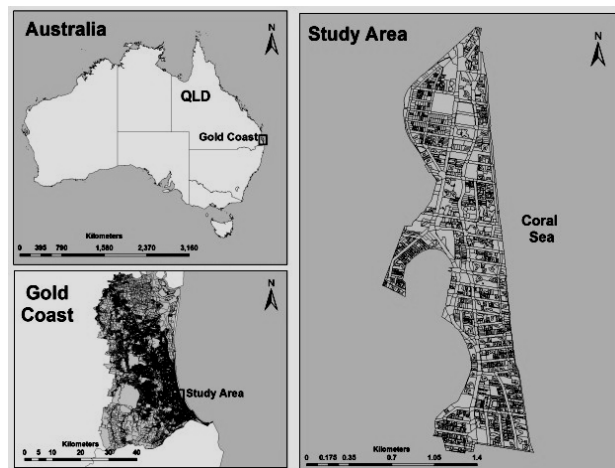 Australia
N
QLD
Gold Coast
Kilometers
0 395 790 1,580 2,370 3,160
Gold
Coast
N
Study Area
Kilometers
0 5 10 20 30 40
Study Area
N
Coral
Sea
Kilometers
0 0.175 0.35 0.7 1.05 1.4